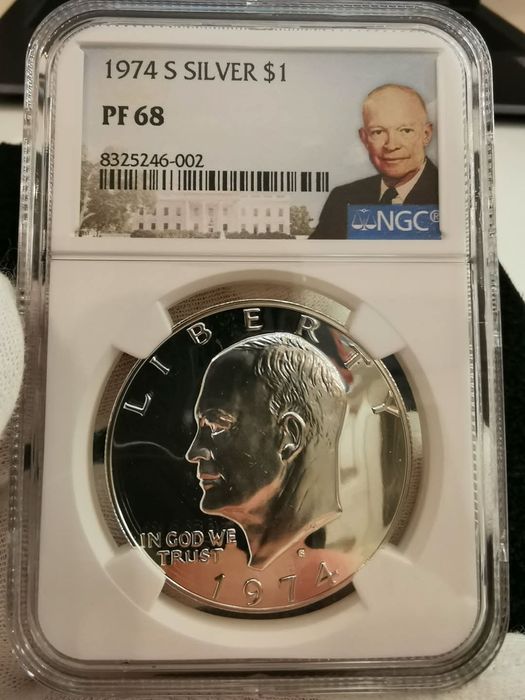 1974 S SILVER $1
PF 68
8325246-002
NGC®
LIBERTY
IN GOD WE
TRUST
S
1974